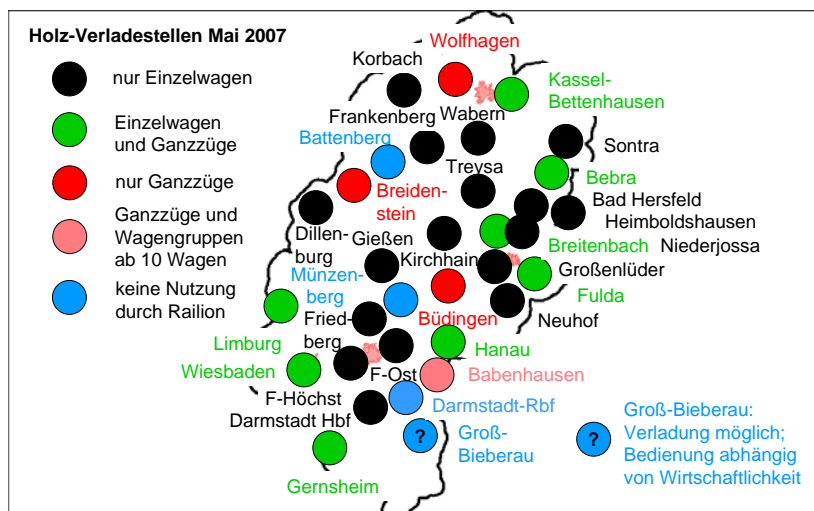 Holz-Verladestellen Mai 2007
nur Einzelwagen
Einzelwagen
und Ganzzüge
nur Ganzzüge
Ganzzüge und
Wagengruppen
ab 10 Wagen
keine Nutzung
durch Railion
Wolfhagen
Korbach
Kassel-
Bettenhausen
Frankenberg
Wabern
Battenberg
Sontra
Treysa
Bebra
Breiden-
stein
Bad Hersfeld
Heimboldshausen
Dillen-
burg
Gießen
Breitenbach
Niederjossa
Kirchhain
Großenlüder
Münzen-
berg
Fulda
Büdingen
Neuhof
Fried-
berg
Limburg
Hanau
Wiesbaden
F-Ost
Babenhausen
F-Höchst
Darmstadt Hbf
Darmstadt-Rbf
?
Groß-
Bieberau
Gernsheim
?
Groß-Bieberau:
Verladung möglich;
Bedienung abhängig
von Wirtschaftlichkeit